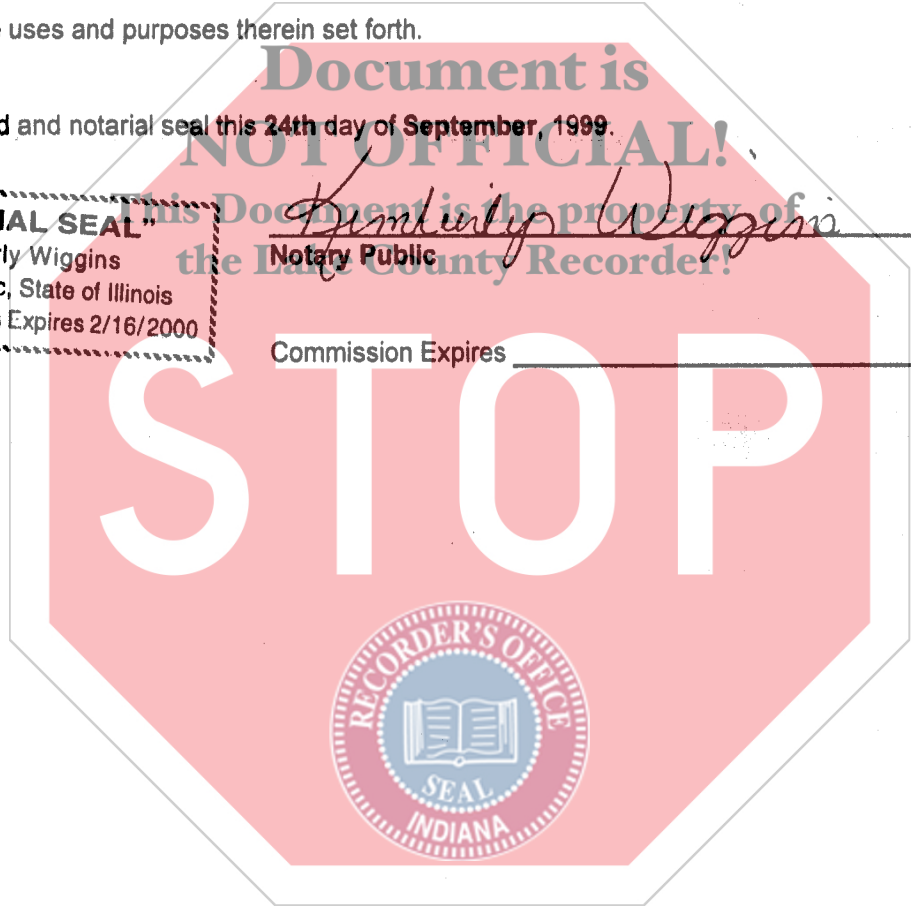 uses and purposes therein set forth.
Document is
d and notarial seal this 24th day of September, 1999.
NOT OFFICIAL!
This Document is the property of
the Lake County Recorder!
Kimberly Wiggins
Notary Public
IAL SEAL"
rly Wiggins
c, State of Illinois
s Expires 2/16/2000
Commission Expires
STOP
RECORDER'S OFFICE
SEAL
INDIANA